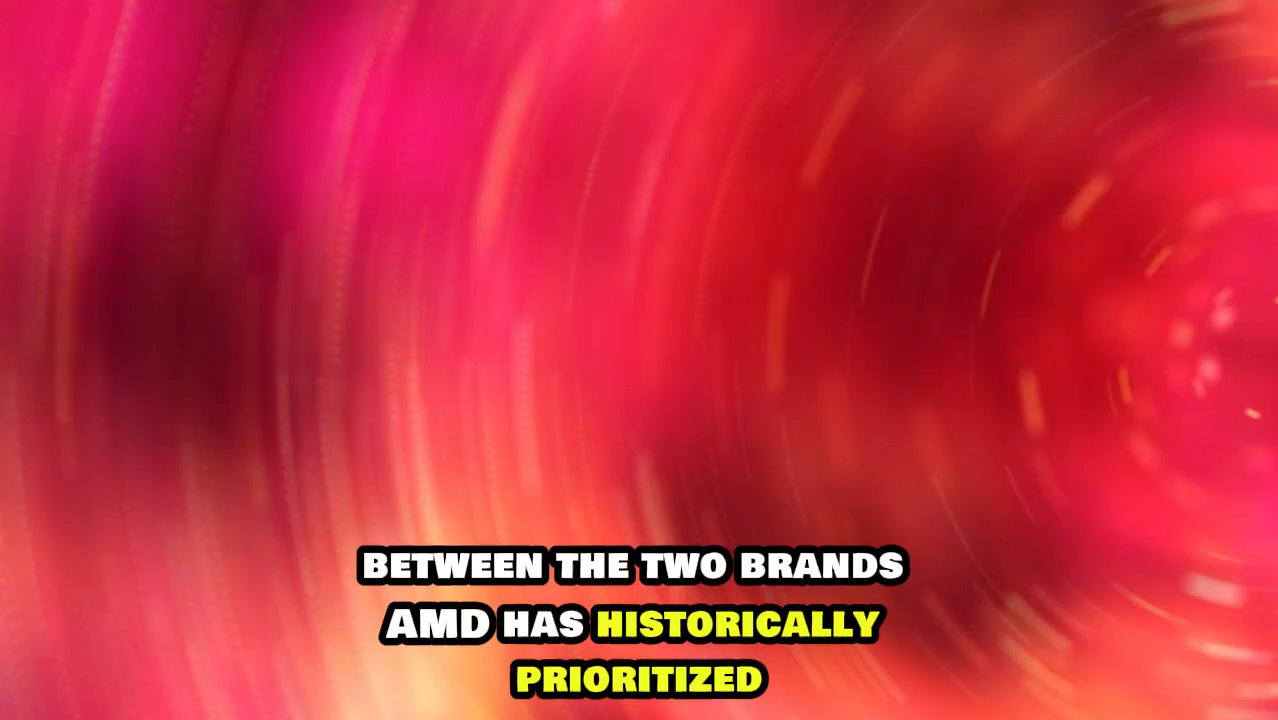 BETWEEN THE TWO BRANDS
AMD HAS HISTORICALLY
PRIORITIZED